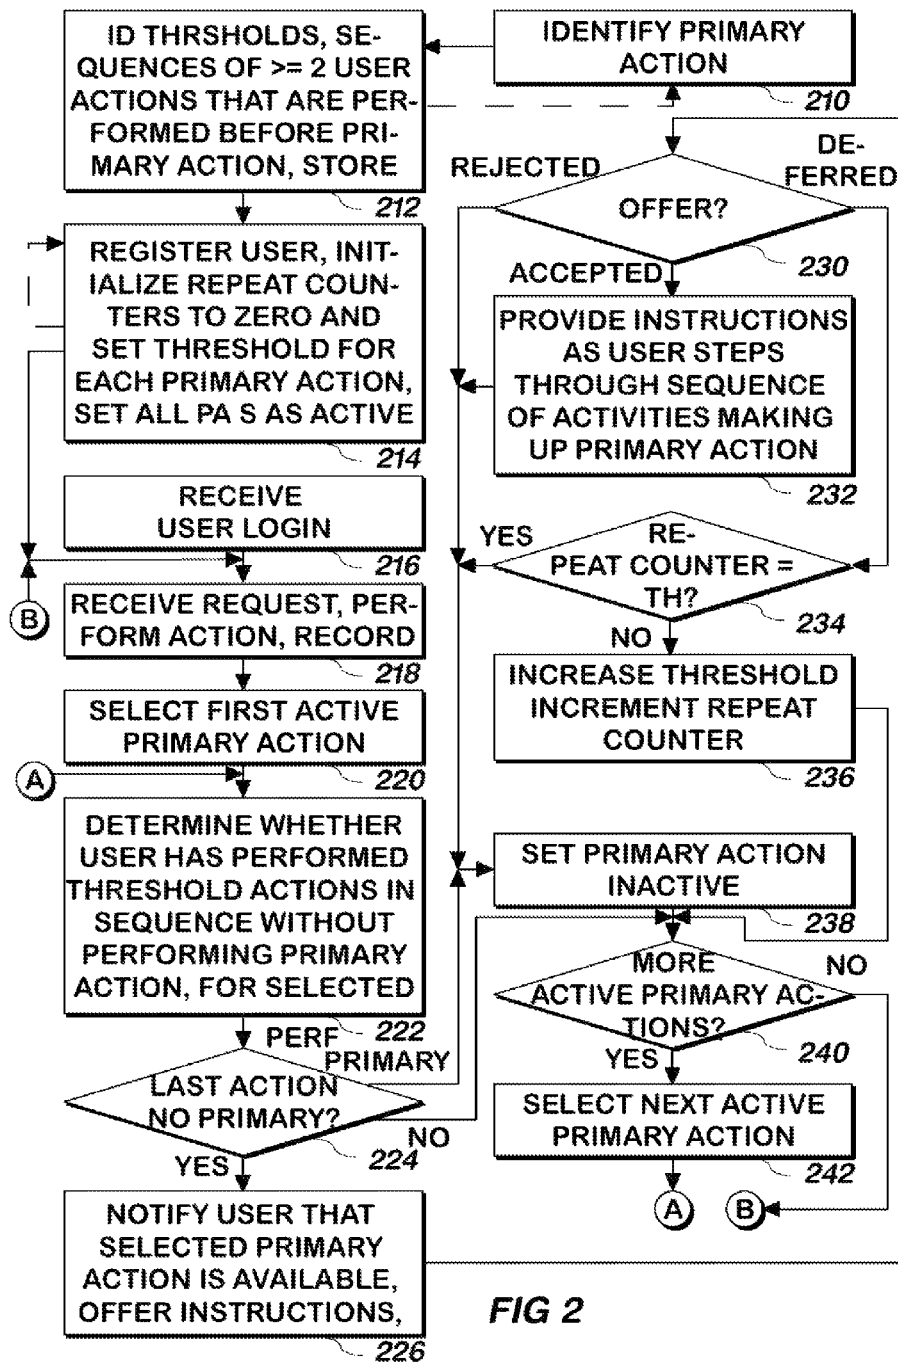 IDENTIFY PRIMARY
ACTION
210
ID THRSHOLDS, SE-
QUENCES OF >= 2 USER
ACTIONS THAT ARE PER-
FORMED BEFORE PRI-
MARY ACTION, STORE
212
REGISTER USER, INIT-
IALIZE REPEAT COUN-
TERS TO ZERO AND
SET THRESHOLD FOR
EACH PRIMARY ACTION,
SET ALL PA S AS ACTIVE
214
RECEIVE
USER LOGIN
216
B
RECEIVE REQUEST, PER-
FORM ACTION, RECORD
218
SELECT FIRST ACTIVE
PRIMARY ACTION
220
A
DETERMINE WHETHER
USER HAS PERFORMED
THRESHOLD ACTIONS IN
SEQUENCE WITHOUT
PERFORMING PRIMARY
ACTION, FOR SELECTED
222
PERF
PRIMARY
LAST ACTION
NO PRIMARY?
224
NO
YES
NOTIFY USER THAT
SELECTED PRIMARY
ACTION IS AVAILABLE,
OFFER INSTRUCTIONS,
226
REJECTED
DE-
FERRED
OFFER?
230
ACCEPTED
PROVIDE INSTRUCTIONS
AS USER STEPS
THROUGH SEQUENCE
OF ACTIVITIES MAKING
UP PRIMARY ACTION
232
YES
RE-
PEAT COUNTER =
TH?
234
NO
INCREASE THRESHOLD
INCREMENT REPEAT
COUNTER
236
SET PRIMARY ACTION
INACTIVE
238
MORE
ACTIVE PRIMARY AC-
TIONS?
240
NO
YES
SELECT NEXT ACTIVE
PRIMARY ACTION
242
A
B
FIG 2